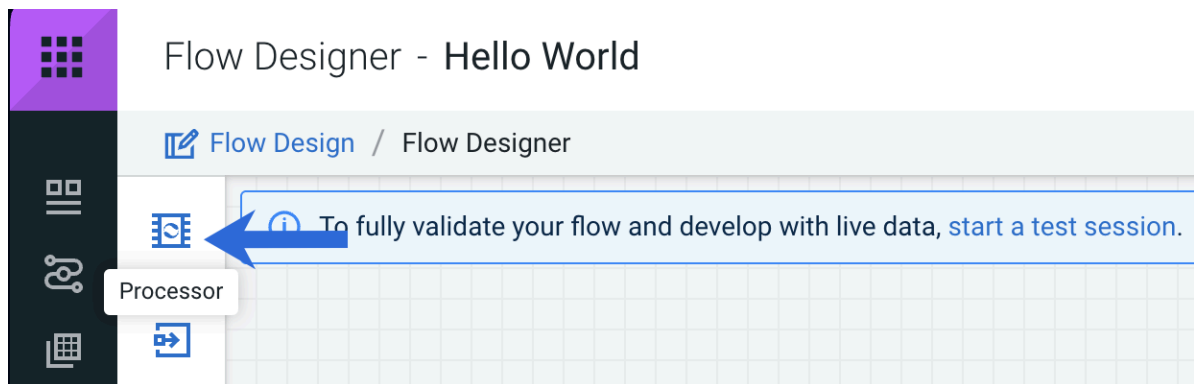 Flow Designer - Hello World
Flow Design / Flow Designer
To fully validate your flow and develop with live data, start a test session.
Processor